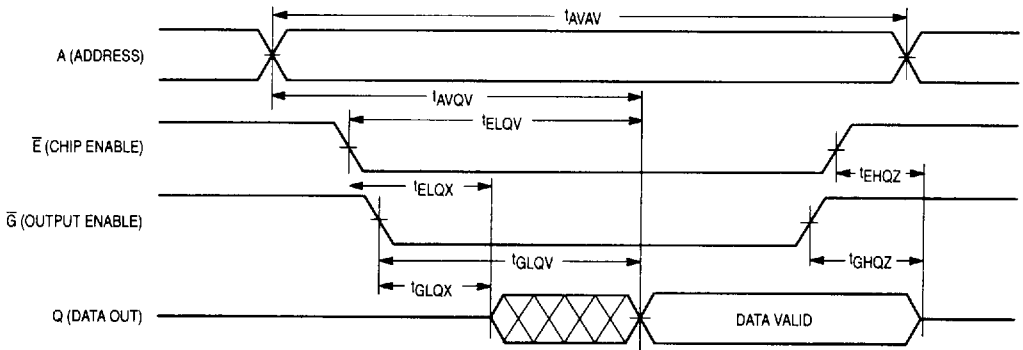 tAVAV
A (ADDRESS)
tAVQV
tELQV
E̅ (CHIP ENABLE)
tELQX
tEHQZ
G̅ (OUTPUT ENABLE)
tGLQV
tGHQZ
tGLQX
Q (DATA OUT)
DATA VALID